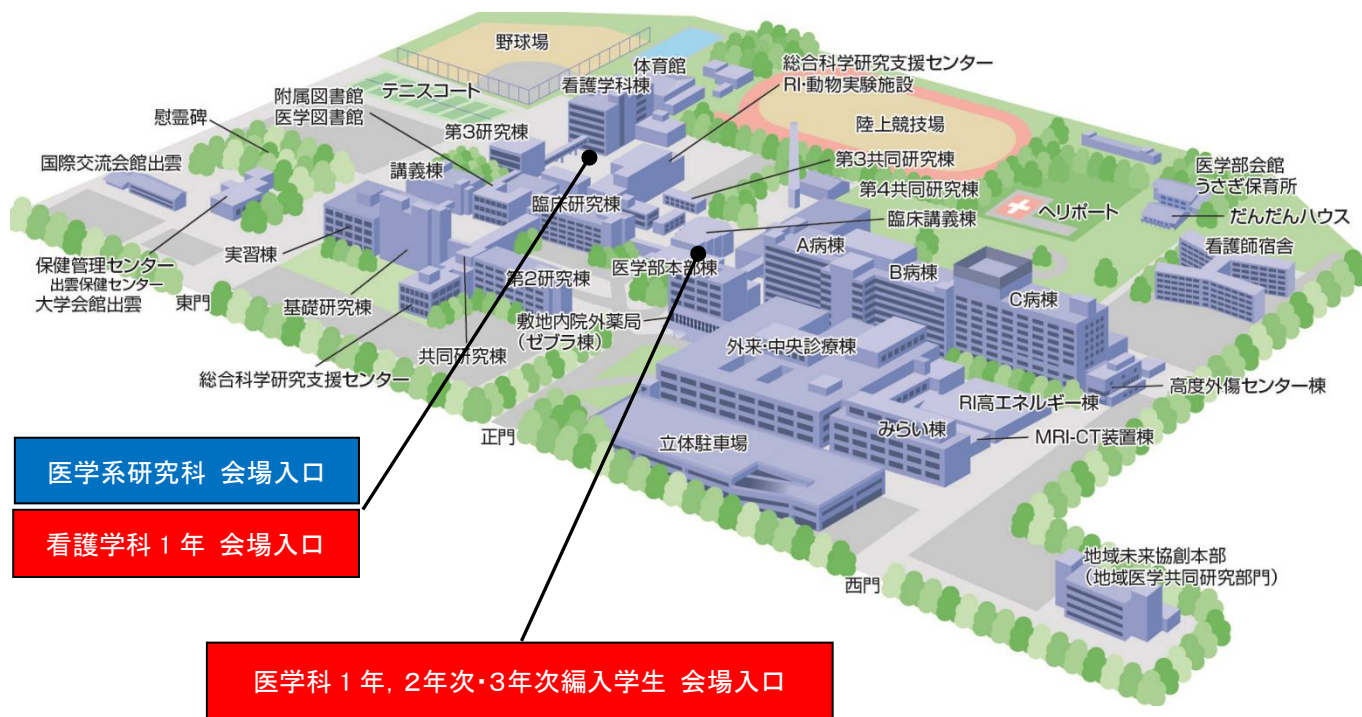 野球場
体育館
看護学科棟
総合科学研究支援センター
RI・動物実験施設
テニスコート
附属図書館
医学図書館
慰霊碑
第3研究棟
陸上競技場
国際交流会館出雲
講義棟
第3共同研究棟
医学部会館
うさぎ保育所
第4共同研究棟
臨床研究棟
ヘリポート
だんだんハウス
臨床講義棟
実習棟
A病棟
看護師宿舎
保健管理センター
出雲保健センター
大学会館出雲
医学部本部棟
B病棟
第2研究棟
東門
基礎研究棟
C病棟
敷地内院外薬局
(ゼブラ棟)
外来・中央診療棟
共同研究棟
総合科学研究支援センター
高度外傷センター棟
RI高エネルギー棟
正門
みらい棟
MRI-CT装置棟
立体駐車場
医学系研究科 会場入口
看護学科1年 会場入口
地域未来協創本部
(地域医学共同研究部門)
西門
医学科1年,2年次・3年次編入学生 会場入口